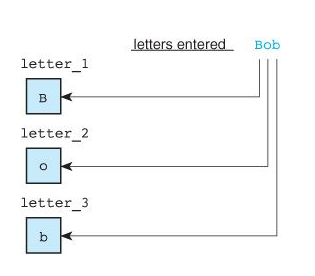 letters entered Bob
letter_1
B
letter_2
o
letter_3
b